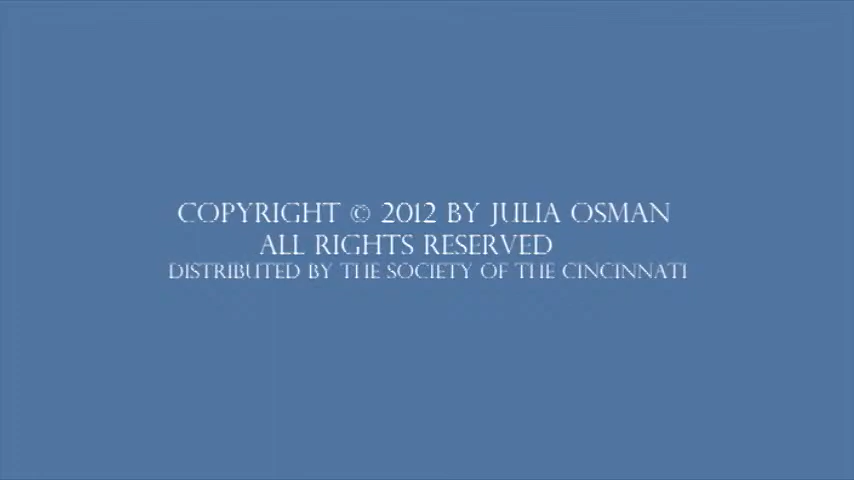 COPYRIGHT © 2012 BY JULIA OSMAN
ALL RIGHTS RESERVED
DISTRIBUTED BY THE SOCIETY OF THE CINCINNATI